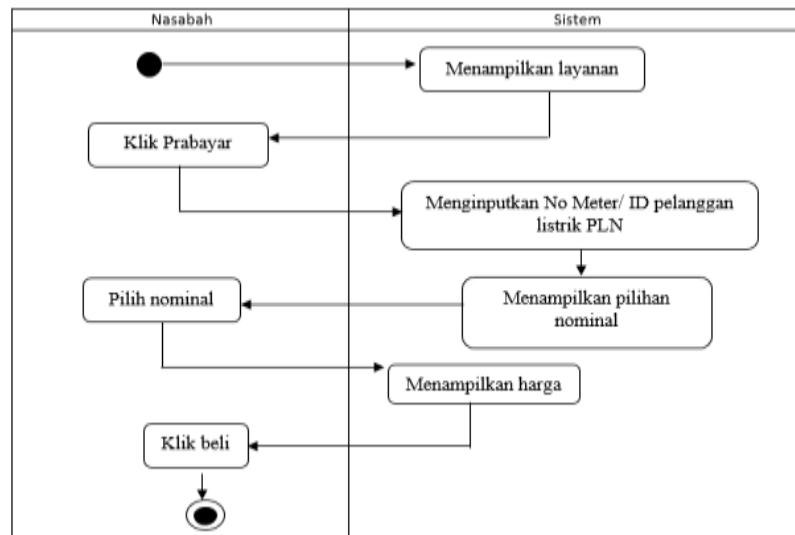 Nasabah
Sistem
Menampilkan layanan
Klik Prabayar
Menginputkan No Meter/ ID pelanggan
listrik PLN
Menampilkan pilihan
nominal
Pilih nominal
Menampilkan harga
Klik beli